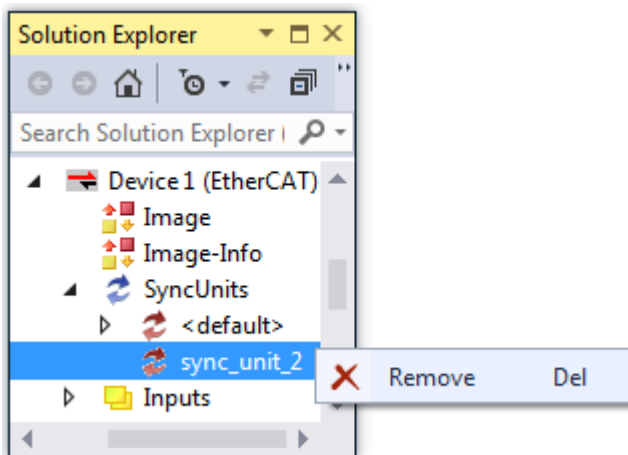 Solution Explorer
Search Solution Explorer (
Device 1 (EtherCAT)
Image
Image-Info
SyncUnits
<default>
sync_unit_2
Remove Del
Inputs